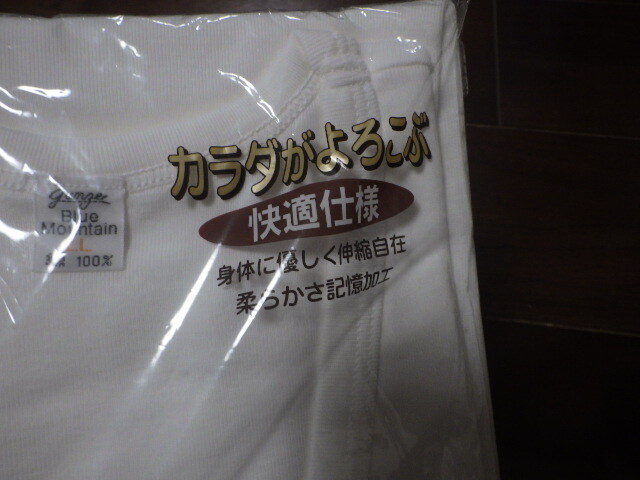 カラダがよろこぶ
快適仕様
身体に優しく伸縮自在
柔らかさ記憶加工
gunger
Blue
Mountain
L
綿 100%